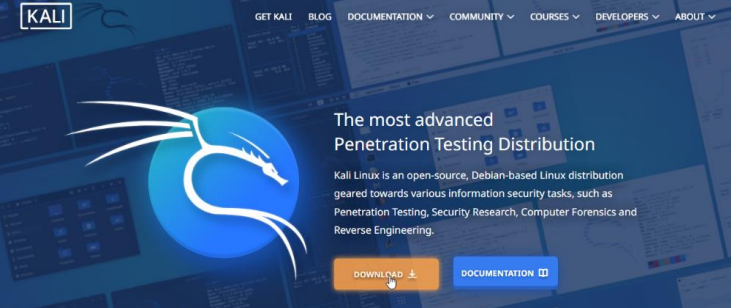 KALI
GET KALI BLOG DOCUMENTATION COMMUNITY COURSES DEVELOPERS ABOUT
The most advanced
Penetration Testing Distribution
Kali Linux is an open-source, Debian-based Linux distribution
geared towards various information security tasks, such as
Penetration Testing, Security Research, Computer Forensics and
Reverse Engineering.
DOWNLOAD DOCUMENTATION